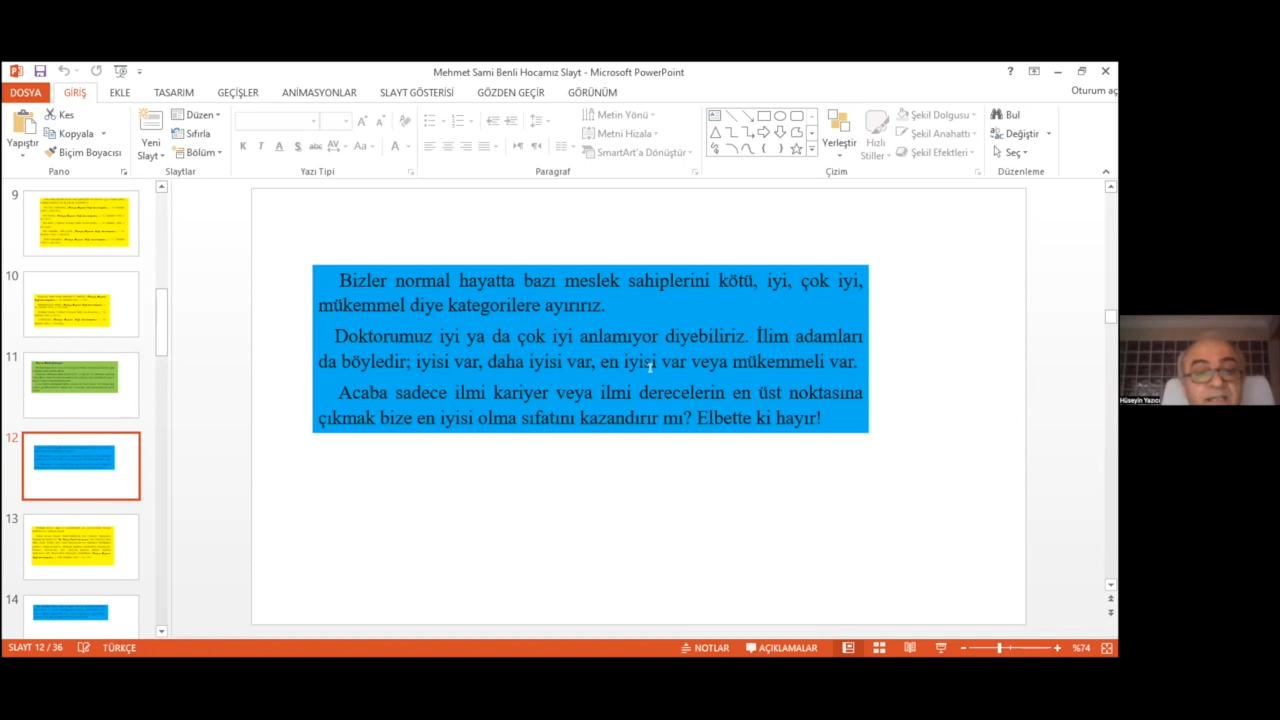 Mehmet Sami Benli Hocamız Slayt - Microsoft PowerPoint
DOSYA GİRİŞ EKLE TASARIM GEÇİŞLER ANİMASYONLAR SLAYT GÖSTERİSİ GÖZDEN GEÇİR GÖRÜNÜM Oturum aç
Yapıştır
Kes
Kopyala
Biçim Boyacısı
Pano
Yeni
Slayt
Düzen
Sıfırla
Bölüm
Slaytlar
Yazı Tipi
Metin Yönü
Metni Hizala
SmartArt'a Dönüştür
Paragraf
Yerleştir
Hızlı
Stiller
Şekil Dolgusu
Şekil Anahattı
Şekil Efektleri
Çizim
Bul
Değiştir
Seç
Düzenleme
9
10
11
12
13
14
Bizler normal hayatta bazı meslek sahiplerini kötü, iyi, çok iyi,
mükemmel diye kategorilere ayırırız.
Doktorumuz iyi ya da çok iyi anlamıyor diyebiliriz. İlim adamları
da böyledir; iyisi var, daha iyisi var, en iyisi var veya mükemmeli var.
Acaba sadece ilmi kariyer veya ilmi derecelerin en üst noktasına
çıkmak bize en iyisi olma sıfatını kazandırır mı? Elbette ki hayır!
Hüseyin Yazıcı
SLAYT 12 / 36 TÜRKÇE NOTLAR AÇIKLAMALAR %74